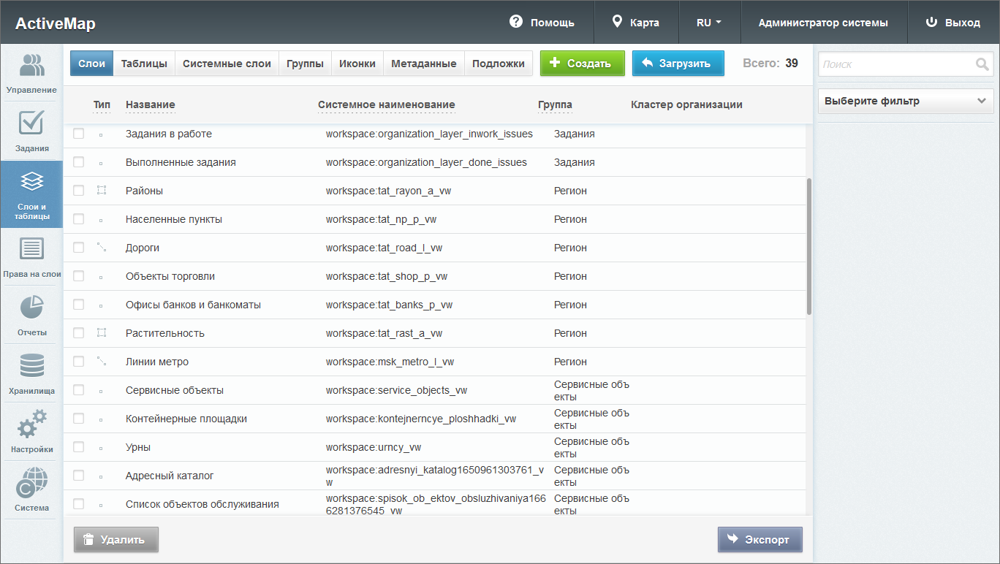 ActiveMap
Помощь
Карта
RU
Администратор системы
Выход
Управление
Задания
Слои и
таблицы
Права на слои
Отчеты
Хранилища
Настройки
Система
Слои Таблицы Системные слои Группы Иконки Метаданные Подложки Создать Загрузить Всего: 39
Тип Название Системное наименование Группа Кластер организации
Задания в работе workspace:organization_layer_inwork_issues Задания
Выполненные задания workspace:organization_layer_done_issues Задания
Районы workspace:tat_rayon_a_vw Регион
Населенные пункты workspace:tat_np_p_vw Регион
Дороги workspace:tat_road_l_vw Регион
Объекты торговли workspace:tat_shop_p_vw Регион
Офисы банков и банкоматы workspace:tat_banks_p_vw Регион
Растительность workspace:tat_rast_a_vw Регион
Линии метро workspace:msk_metro_l_vw Регион
Сервисные объекты workspace:service_objects_vw Сервисные объ
екты
Контейнерные площадки workspace:kontejnerncye_ploshhadki_vw Сервисные объ
екты
Урны workspace:urncy_vw Сервисные объ
екты
Адресный каталог workspace:adresnyi_katalog1650961303761_v Сервисные объ
w екты
Список объектов обслуживания workspace:spisok_ob_ektov_obsluzhivaniya166 Сервисные объ
6281376545_vw екты
Удалить
Экспорт
Поиск
Выберите фильтр